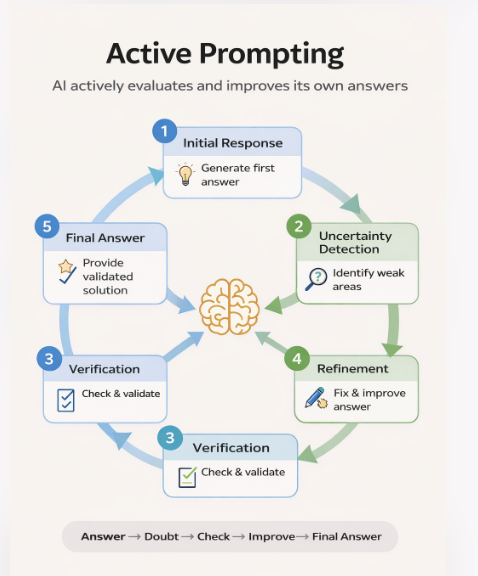 Active Prompting
AI actively evaluates and improves its own answers
1
Initial Response
Generate first
answer
2
Uncertainty
Detection
Identify weak
areas
5
Final Answer
Provide
validated
solution
?
3
Verification
Check & validate
4
Refinement
Fix & improve
answer
3
Verification
Check & validate
Answer → Doubt → Check → Improve → Final Answer